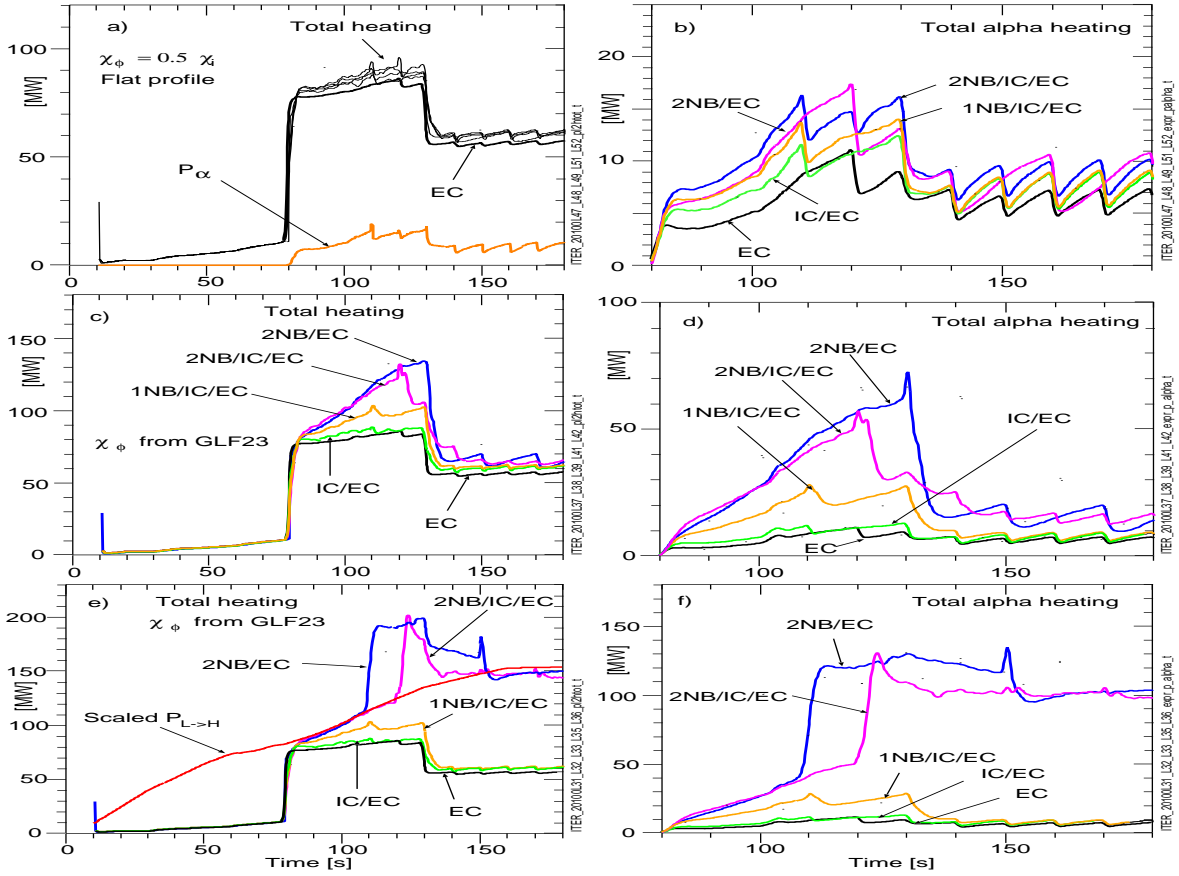 a)
Total heating
χϕ = 0.5 χi
Flat profile
[MW]
100
50
0
Pα
EC
100
150
ITER_20100L47_L48_L49_L51_L52_pl2htot_t
b)
Total alpha heating
[MW]
20
10
0
2NB/EC
2NB/IC/EC
1NB/IC/EC
IC/EC
EC
100
150
ITER_20100L47_L48_L49_L51_L52_expr_palpha_t
c)
Total heating
[MW]
150
100
50
0
2NB/EC
2NB/IC/EC
1NB/IC/EC
χϕ from GLF23
IC/EC
EC
0
50
100
150
d)
Total alpha heating
[MW]
100
50
0
2NB/EC
2NB/IC/EC
1NB/IC/EC
IC/EC
EC
100
150
e)
Total heating
χϕ from GLF23
[MW]
200
150
100
50
0
2NB/IC/EC
2NB/EC
Scaled PL->H
1NB/IC/EC
IC/EC
EC
0
50
100
150
Time [s]
f)
Total alpha heating
[MW]
150
100
50
0
2NB/EC
2NB/IC/EC
1NB/IC/EC
IC/EC
EC
100
150
Time [s]